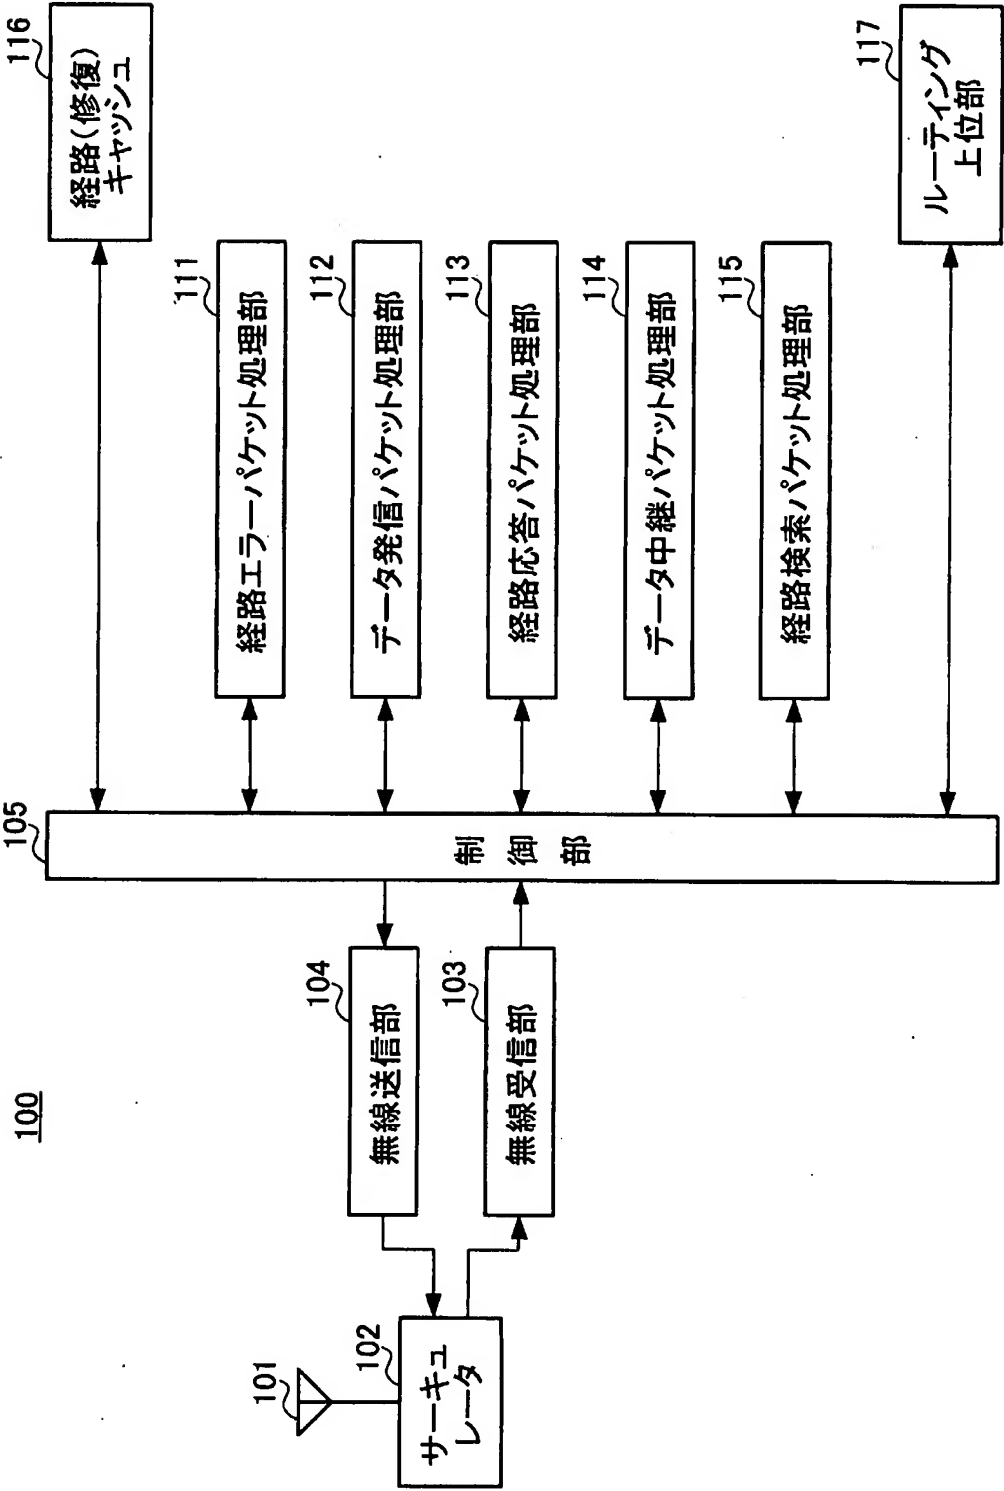 100
101
102
サーキュ
レータ
104
無線送信部
103
無線受信部
105
制御部
116
経路(修復)
キャッシュ
111
経路エラーパケット処理部
112
データ発信パケット処理部
113
経路応答パケット処理部
114
データ中継パケット処理部
115
経路検索パケット処理部
117
ルーティング
上位部